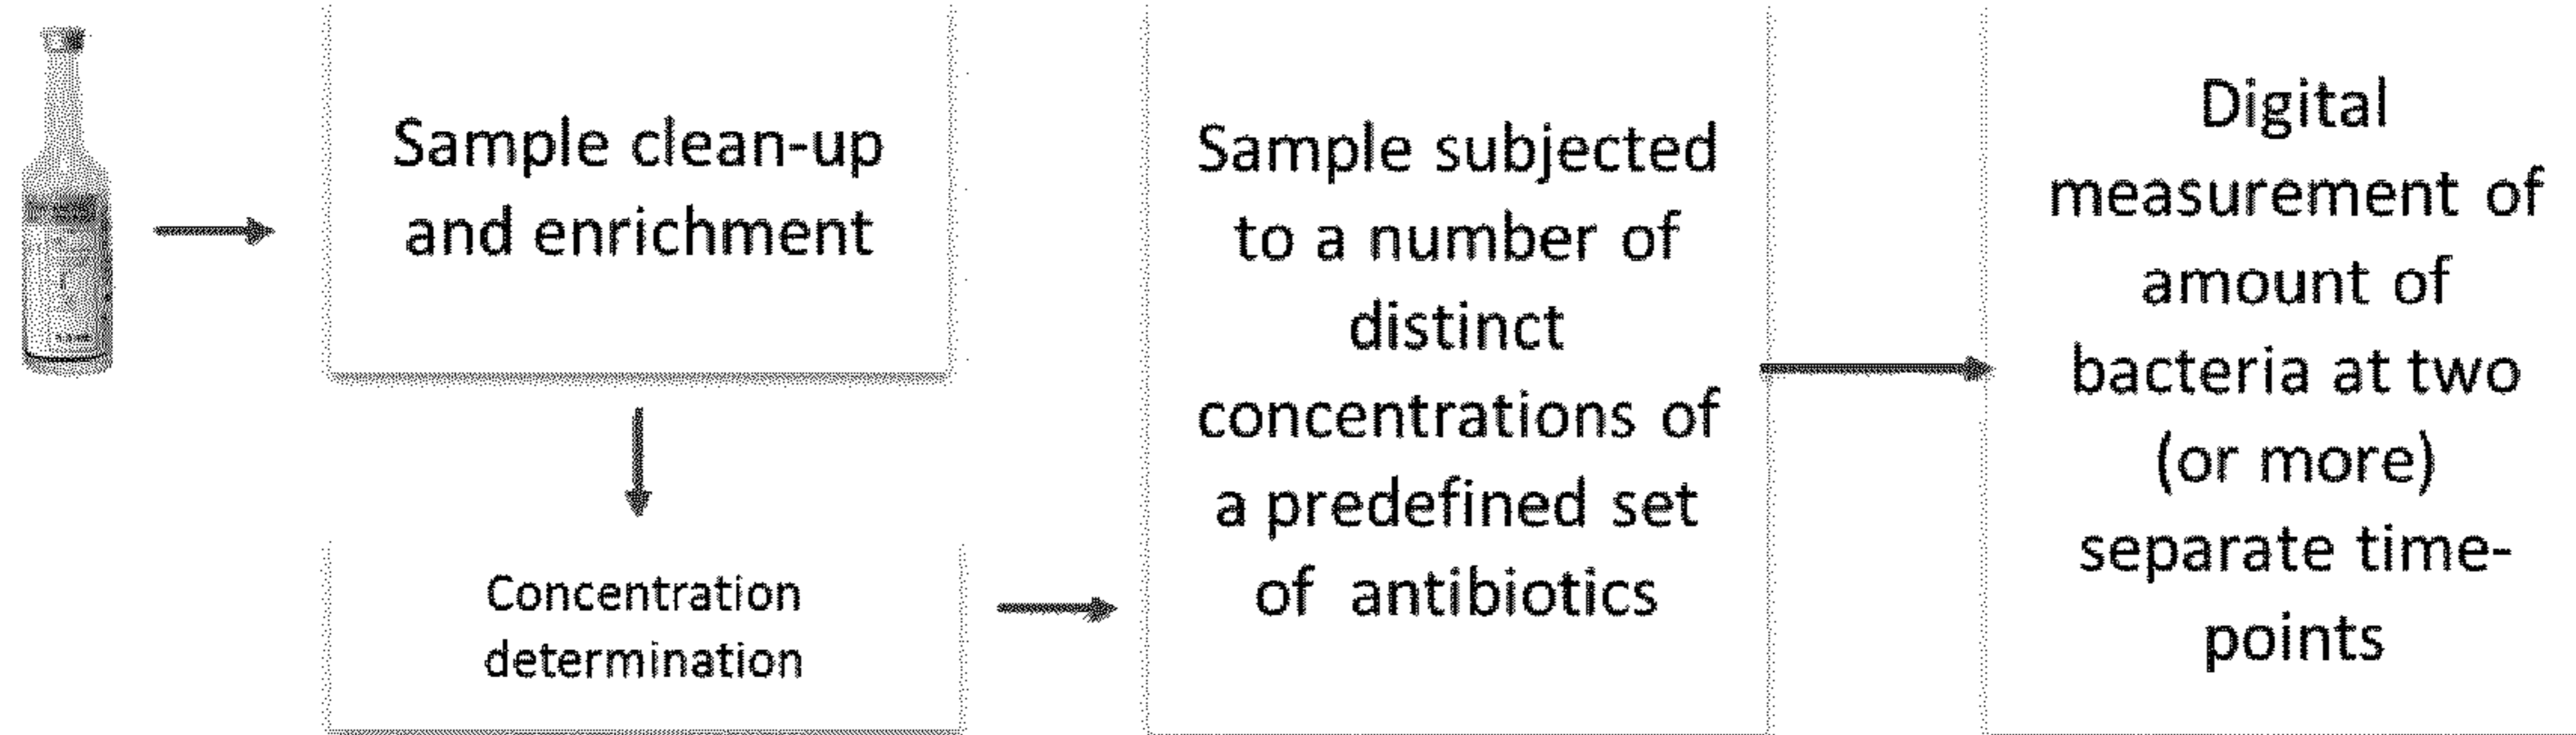 Sample clean-up
and enrichment
Concentration
determination
Sample subjected
to a number of
distinct
concentrations of
a predefined set
of antibiotics
Digital
measurement of
amount of
bacteria at two
(or more)
separate time-
points